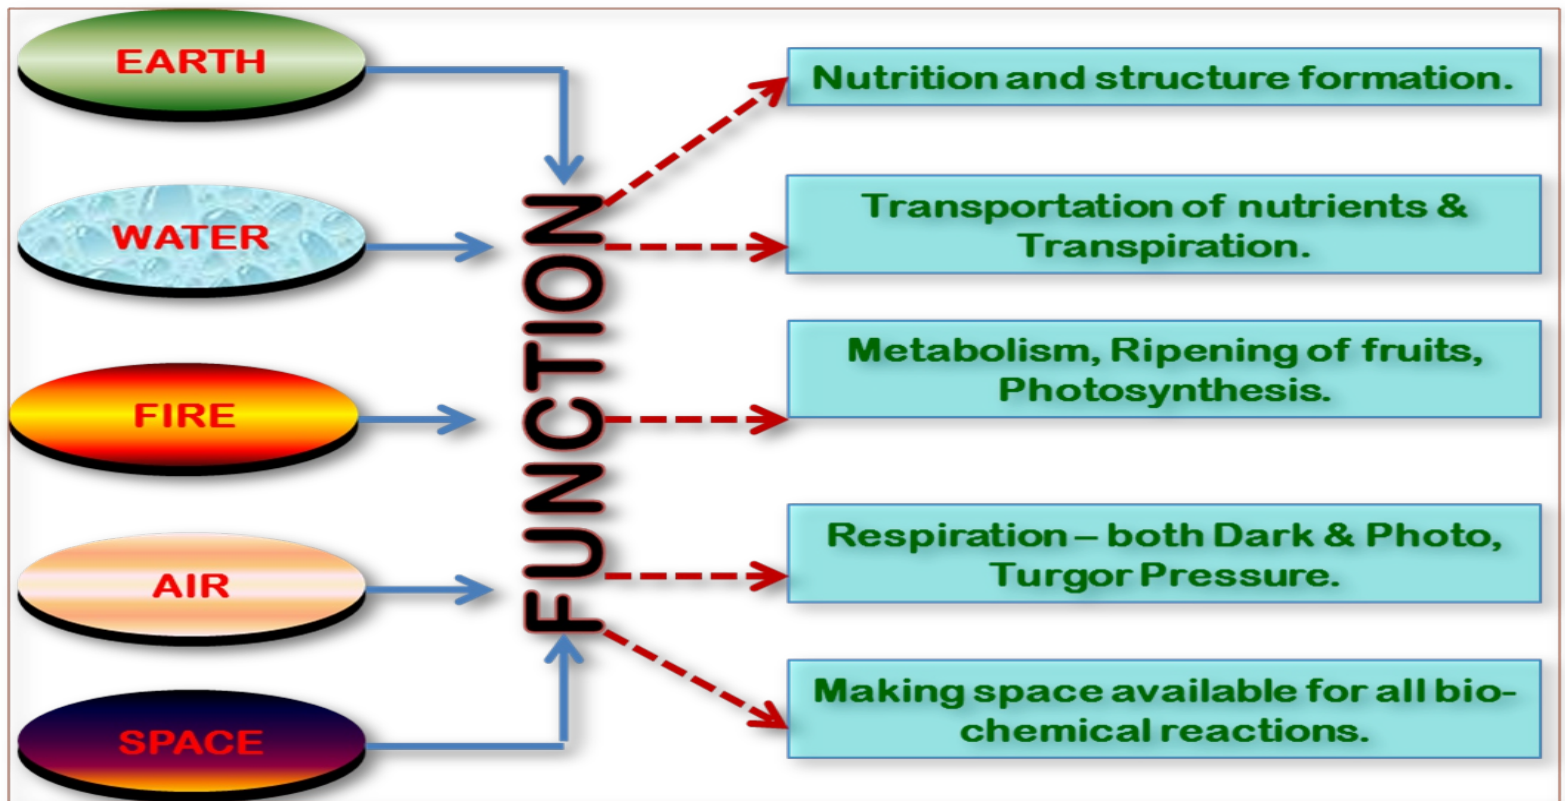 EARTH
WATER
FIRE
AIR
SPACE
FUNCTION
Nutrition and structure formation.
Transportation of nutrients &
Transpiration.
Metabolism, Ripening of fruits,
Photosynthesis.
Respiration – both Dark & Photo,
Turgor Pressure.
Making space available for all bio-
chemical reactions.